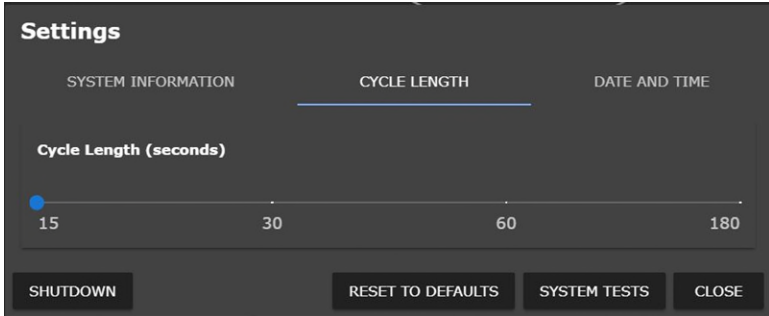 Settings
SYSTEM INFORMATION CYCLE LENGTH DATE AND TIME
Cycle Length (seconds)
15 30 60 180
SHUTDOWN RESET TO DEFAULTS SYSTEM TESTS CLOSE